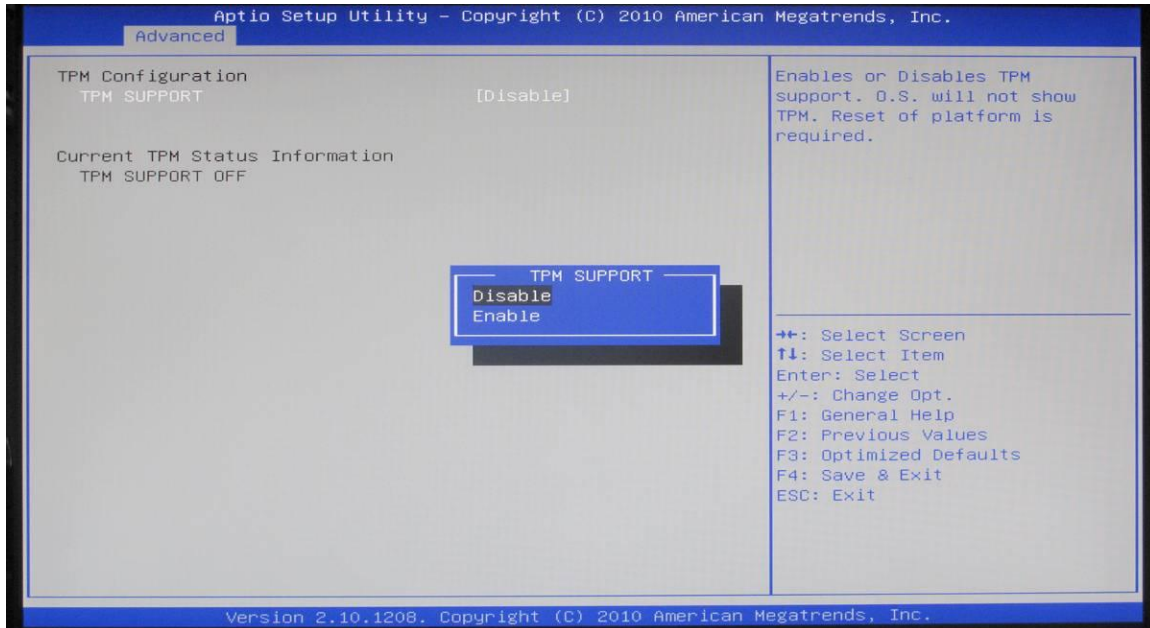 Aptio Setup Utility – Copyright (C) 2010 American Megatrends, Inc.
Advanced
TPM Configuration
TPM SUPPORT [Disable]
Current TPM Status Information
TPM SUPPORT OFF
TPM SUPPORT
Disable
Enable
Enables or Disables TPM
support. O.S. will not show
TPM. Reset of platform is
required.
→←: Select Screen
↑↓: Select Item
Enter: Select
+/-: Change Opt.
F1: General Help
F2: Previous Values
F3: Optimized Defaults
F4: Save & Exit
ESC: Exit
Version 2.10.1208. Copyright (C) 2010 American Megatrends, Inc.